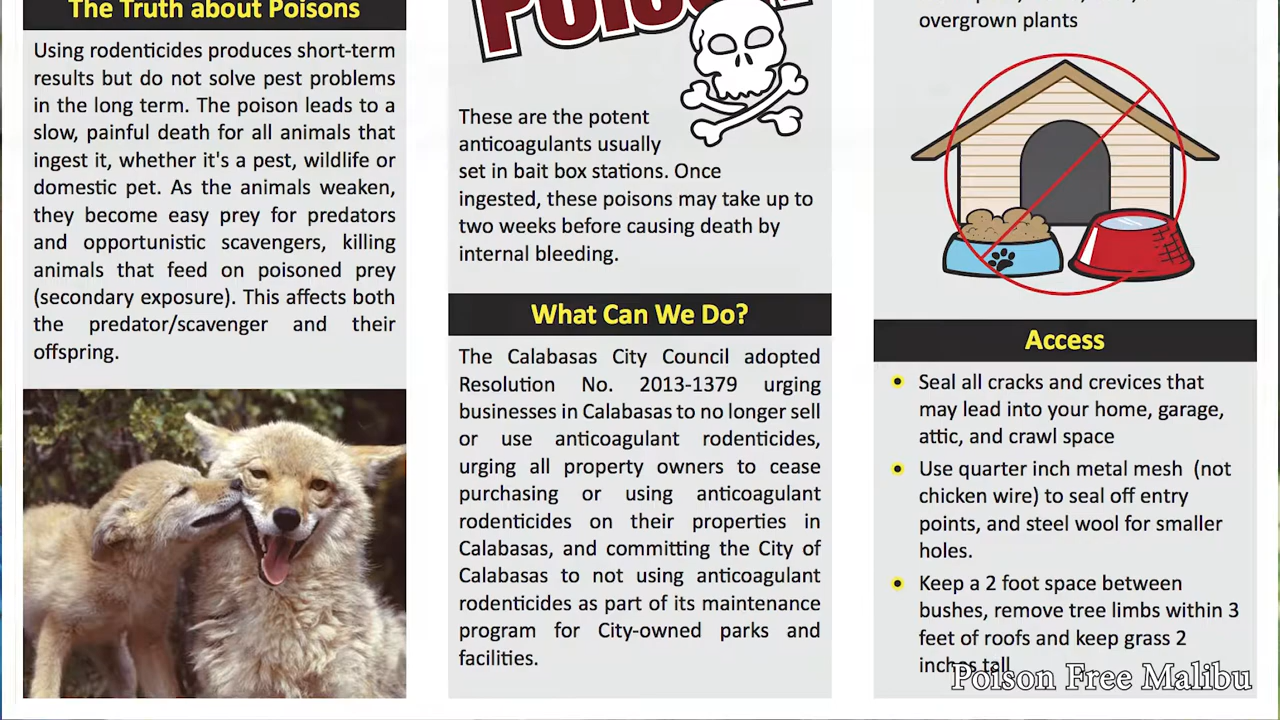 The Truth about Poisons
Using rodenticides produces short-term
results but do not solve pest problems
in the long term. The poison leads to a
slow, painful death for all animals that
ingest it, whether it's a pest, wildlife or
domestic pet. As the animals weaken,
they become easy prey for predators
and opportunistic scavengers, killing
animals that feed on poisoned prey
(secondary exposure). This affects both
the predator/scavenger and their
offspring.
These are the potent
anticoagulants usually
set in bait box stations. Once
ingested, these poisons may take up to
two weeks before causing death by
internal bleeding.
What Can We Do?
The Calabasas City Council adopted
Resolution No. 2013-1379 urging
businesses in Calabasas to no longer sell
or use anticoagulant rodenticides,
urging all property owners to cease
purchasing or using anticoagulant
rodenticides on their properties in
Calabasas, and committing the City of
Calabasas to not using anticoagulant
rodenticides as part of its maintenance
program for City-owned parks and
facilities.
overgrown plants
Access
Seal all cracks and crevices that
may lead into your home, garage,
attic, and crawl space
Use quarter inch metal mesh (not
chicken wire) to seal off entry
points, and steel wool for smaller
holes.
Keep a 2 foot space between
bushes, remove tree limbs within 3
feet of roofs and keep grass 2
inches tall
Poison Free Malibu